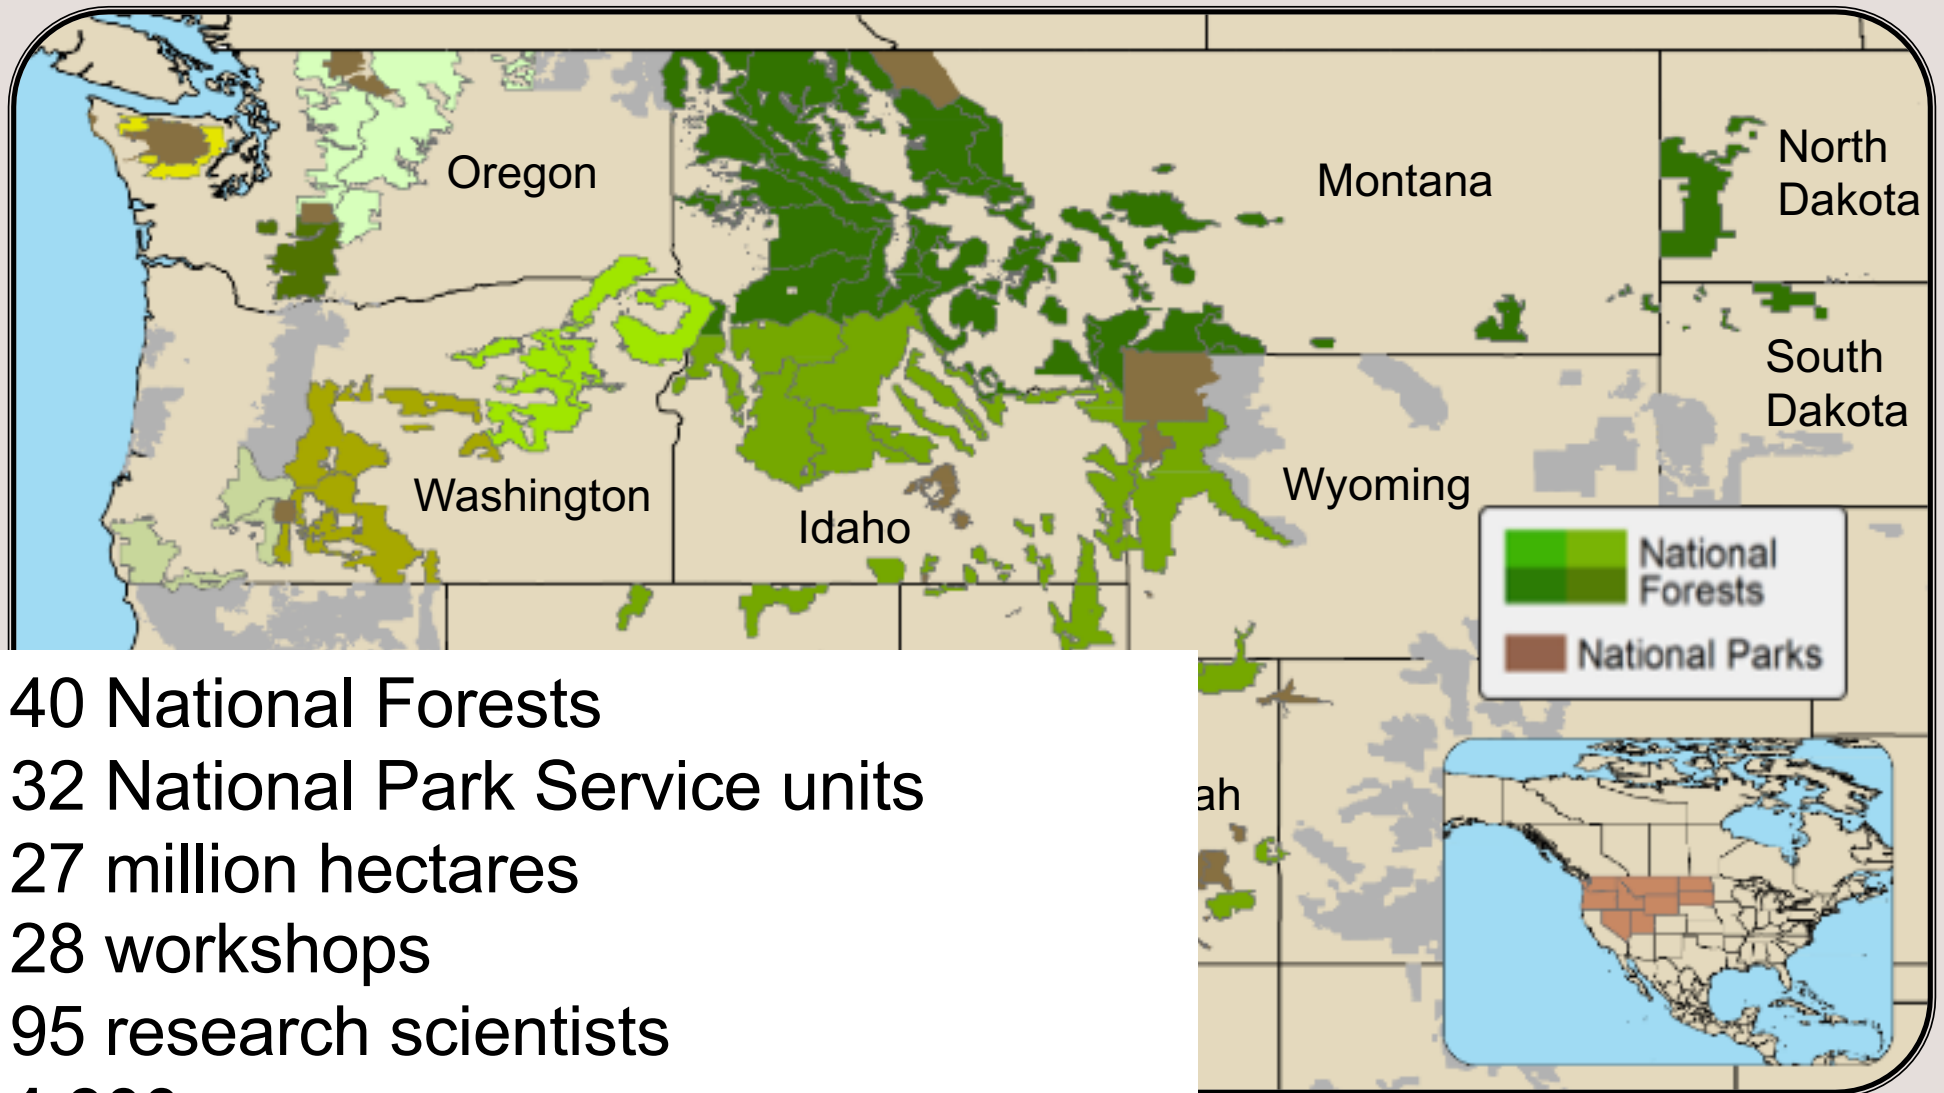 Oregon
Montana
North
Dakota
South
Dakota
Washington
Idaho
Wyoming
National
Forests
National Parks
40 National Forests
32 National Park Service units
27 million hectares
28 workshops
95 research scientists
ah